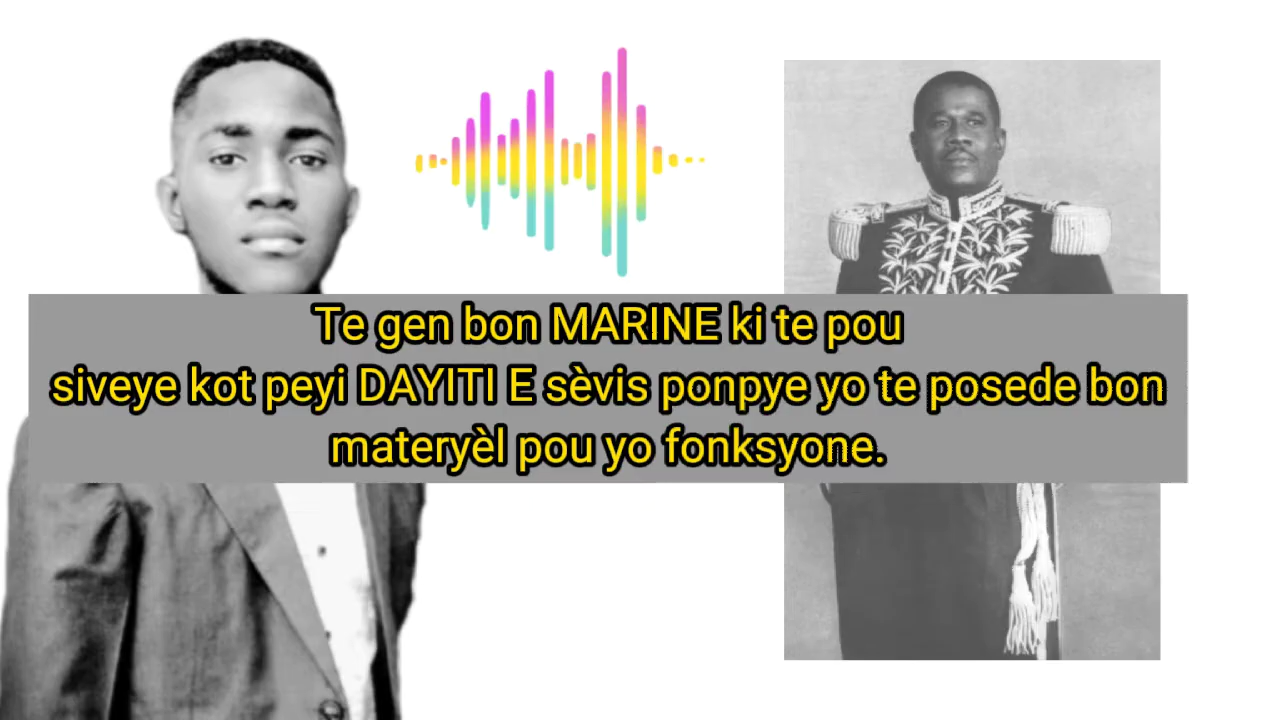 Te gen bon MARINE ki te pou
siveye kot peyi DAYITI E sèvis ponpye yo te posede bon
materyèl pou yo fonksyone.